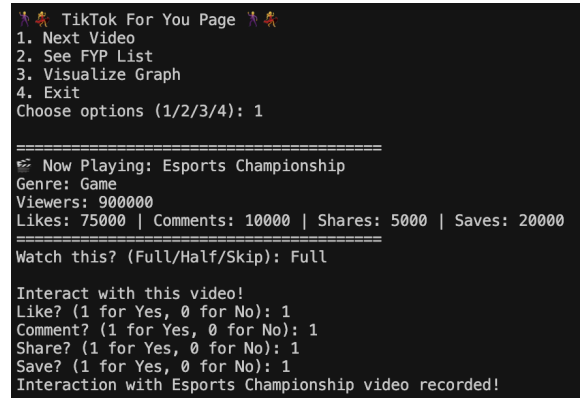 🕺💃 TikTok For You Page 🕺💃
1. Next Video
2. See FYP List
3. Visualize Graph
4. Exit
Choose options (1/2/3/4): 1
========================================
🎬 Now Playing: Esports Championship
Genre: Game
Viewers: 900000
Likes: 75000 | Comments: 10000 | Shares: 5000 | Saves: 20000
========================================
Watch this? (Full/Half/Skip): Full
Interact with this video!
Like? (1 for Yes, 0 for No): 1
Comment? (1 for Yes, 0 for No): 1
Share? (1 for Yes, 0 for No): 1
Save? (1 for Yes, 0 for No): 1
Interaction with Esports Championship video recorded!